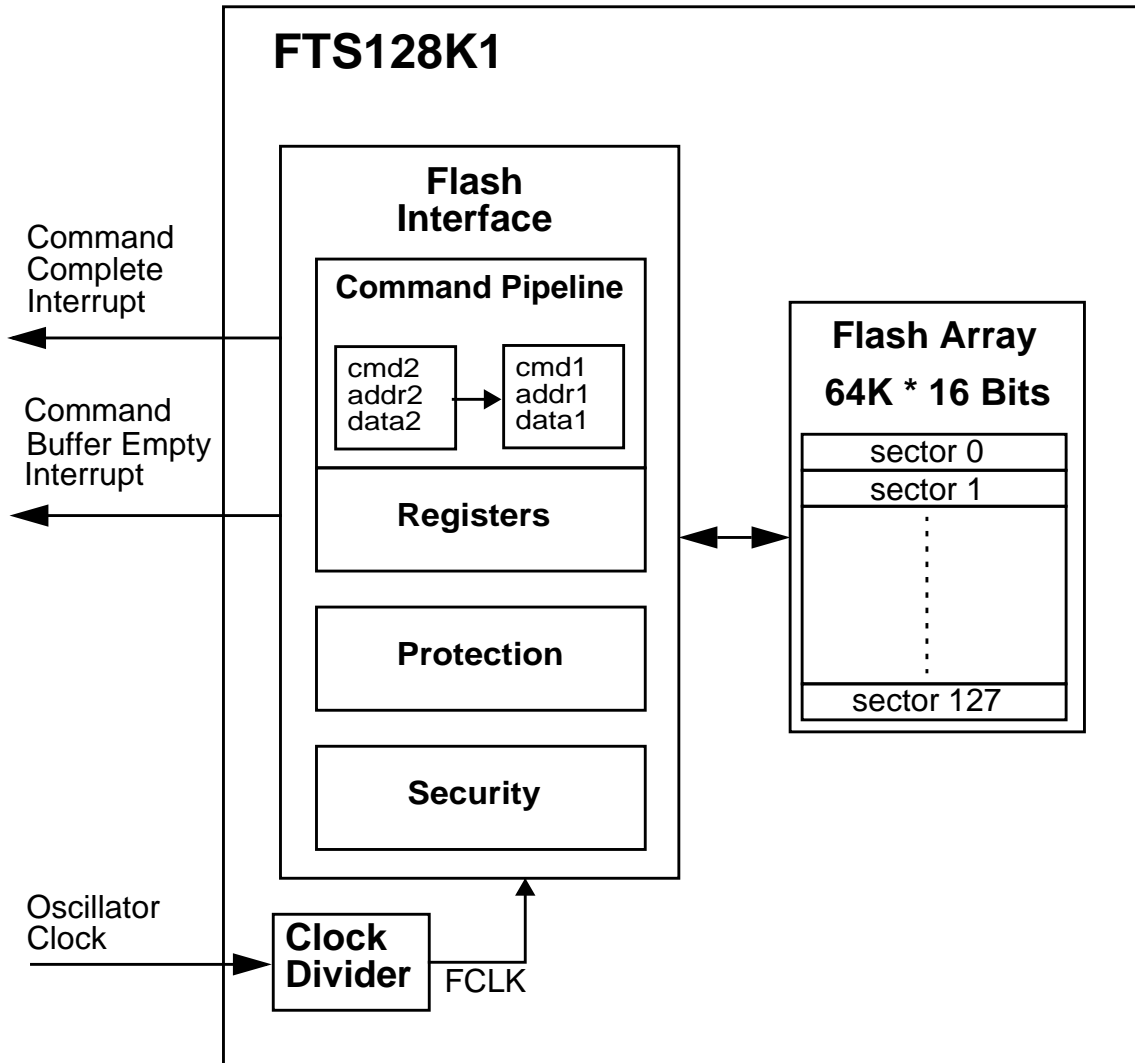 FTS128K1
Flash
Interface
Command
Complete
Interrupt
Command Pipeline
cmd2
addr2
data2
cmd1
addr1
data1
Command
Buffer Empty
Interrupt
Registers
Protection
Security
Flash Array
64K * 16 Bits
sector 0
sector 1
sector 127
Oscillator
Clock
Clock
Divider
FCLK